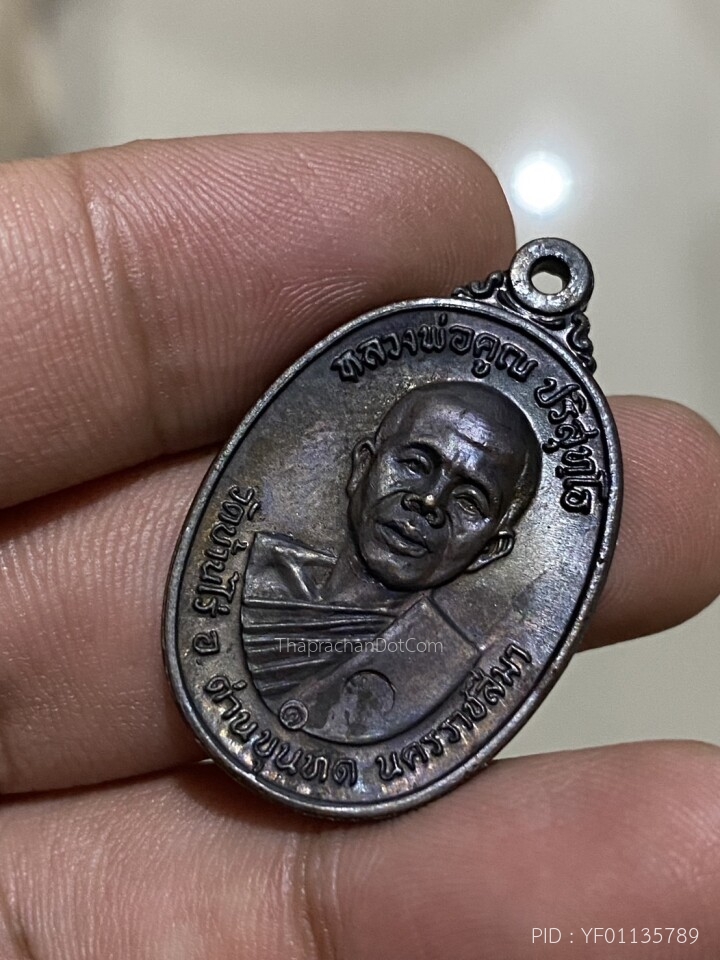 หลวงพ่อคูณ ปริสุทฺโธ
วัดบ้านไร่ อ. ด่านขุนทด นครราชสีมา
ThaprachanDotCom
PID : YF01135789